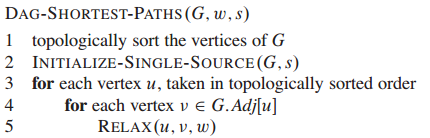 DAG-SHORTEST-PATHS(G, w, s)
1 topologically sort the vertices of G
2 INITIALIZE-SINGLE-SOURCE(G, s)
3 for each vertex u, taken in topologically sorted order
4 for each vertex v ∈ G.Adj[u]
5 RELAX(u, v, w)